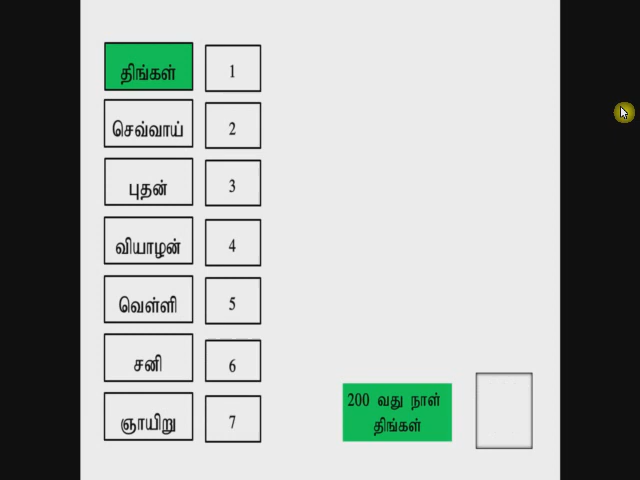 திங்கள் 1
செவ்வாய் 2
புதன் 3
வியாழன் 4
வெள்ளி 5
சனி 6
ஞாயிறு 7
200 வது நாள்
திங்கள்